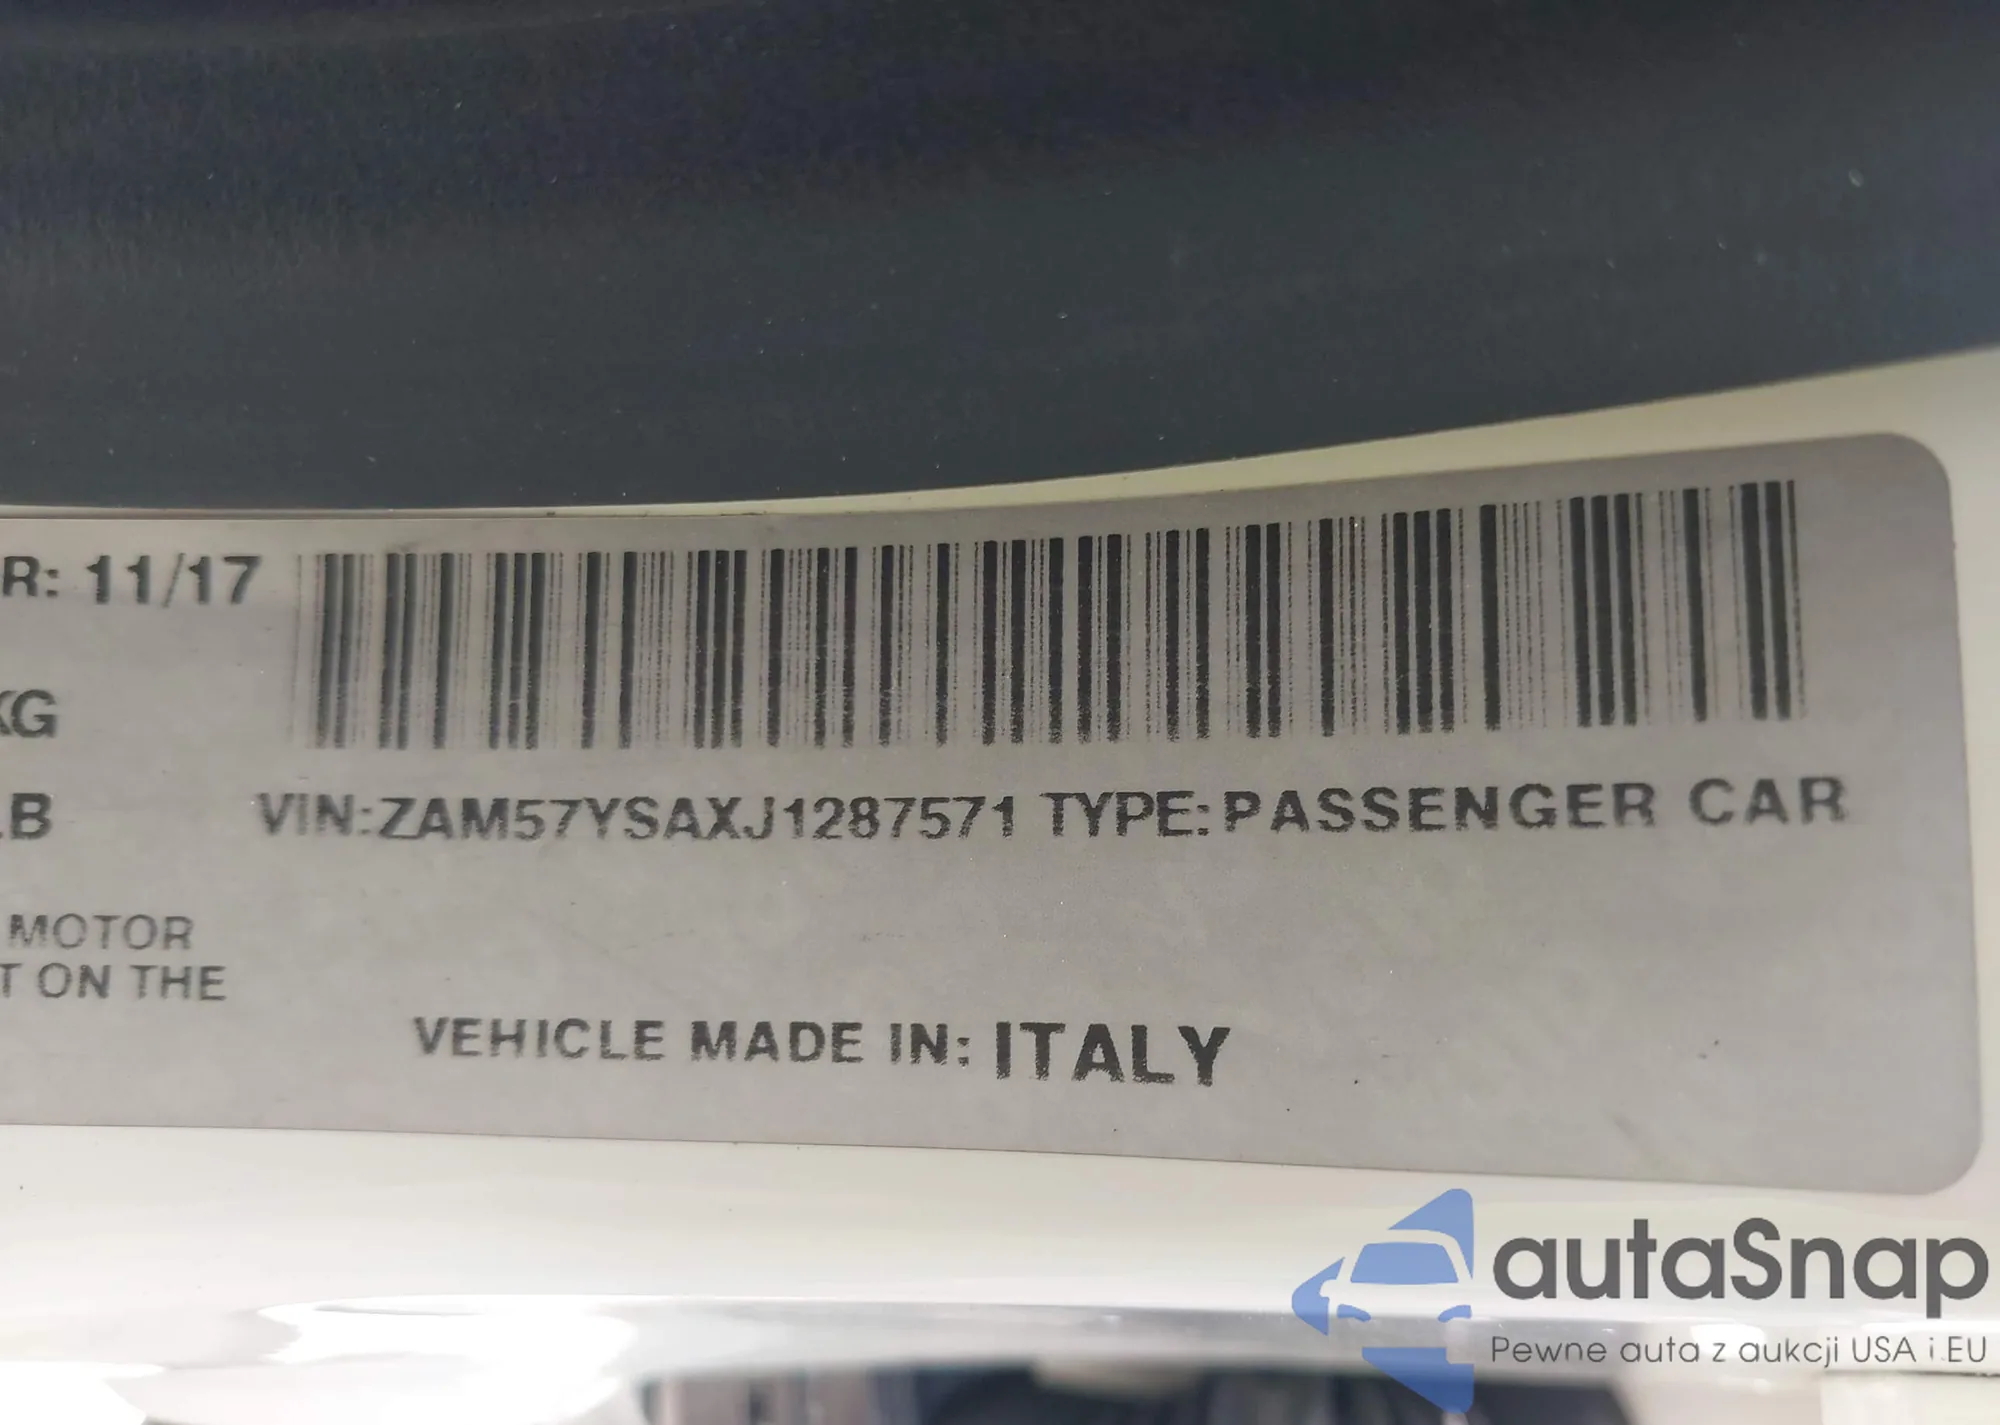 R: 11/17
KG
LB
VIN:ZAM57YSAXJ1287571 TYPE:PASSENGER CAR
MOTOR
T ON THE
VEHICLE MADE IN: ITALY
autaSnap
Pewne auta z aukcji USA i EU